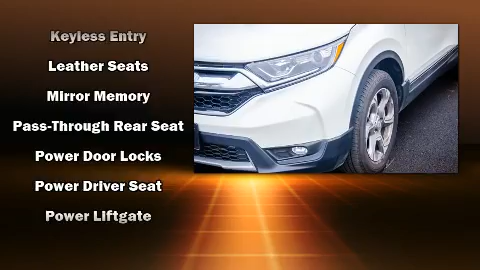 Keyless Entry
Leather Seats
Mirror Memory
Pass-Through Rear Seat
Power Door Locks
Power Driver Seat
Power Liftgate